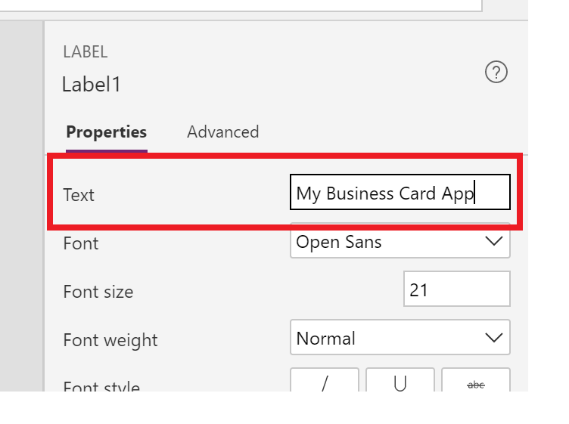 LABEL
Label1
?
Properties Advanced
Text My Business Card App
Font Open Sans
Font size 21
Font weight Normal
Font style / U abc